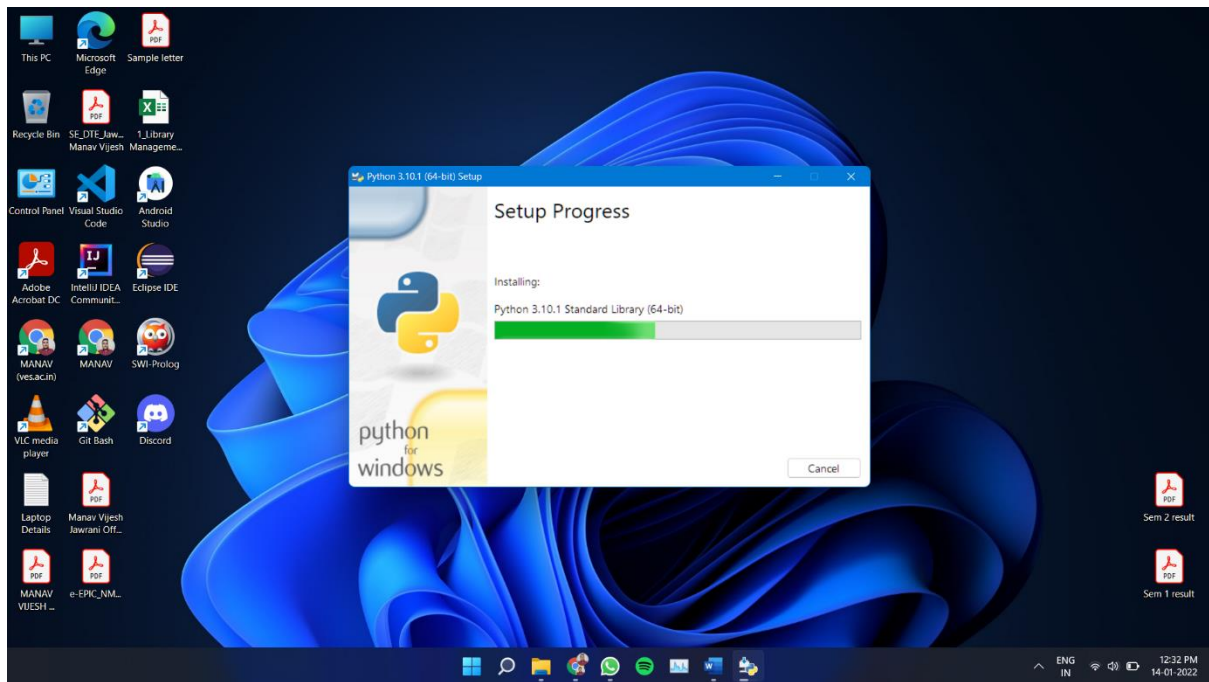 This PC
Microsoft
Edge
Sample letter
Recycle Bin
SE_DTE_Jaw...
Manav Vijesh
1_Library
Manageme...
Control Panel
Visual Studio
Code
Android
Studio
Adobe
Acrobat DC
IntelliJ IDEA
Communit...
Eclipse IDE
MANAV
(ves.ac.in)
MANAV
SWI-Prolog
VLC media
player
Git Bash
Discord
Laptop
Details
Manav Vijesh
Jawrani Off...
MANAV
VIJESH ...
e-EPIC_NM...
Python 3.10.1 (64-bit) Setup
Setup Progress
Installing:
Python 3.10.1 Standard Library (64-bit)
python
for
windows
Cancel
Sem 2 result
Sem 1 result
ENG
IN
12:32 PM
14-01-2022